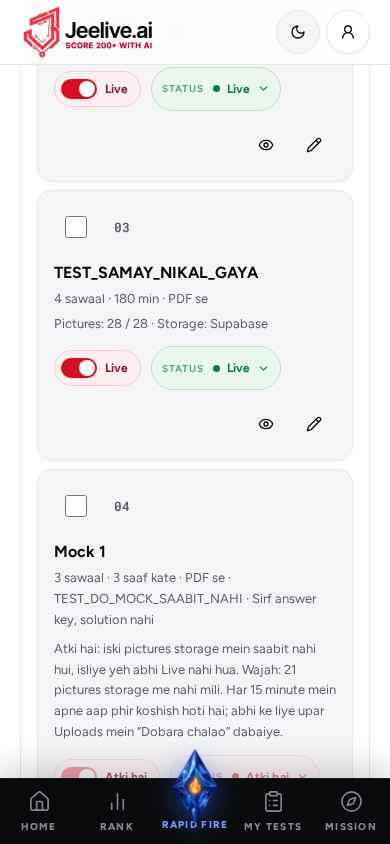 Jeelive.ai
SCORE 200+ WITH AI
Live
STATUS Live
03
TEST_SAMAY_NIKAL_GAYA
4 sawaal · 180 min · PDF se
Pictures: 28 / 28 · Storage: Supabase
Live
STATUS Live
04
Mock 1
3 sawaal · 3 saaf kate · PDF se ·
TEST_DO_MOCK_SAABIT_NAHI · Sirf answer
key, solution nahi
Atki hai: iski pictures storage mein saabit nahi
hui, isliye yeh abhi Live nahi hua. Wajah: 21
pictures storage me nahi mili. Har 15 minute mein
apne aap phir koshish hoti hai; abhi ke liye upar
Uploads mein “Dobara chalao” dabaiye.
Atki hai
Atki hai
HOME
RANK
RAPID FIRE
MY TESTS
MISSION